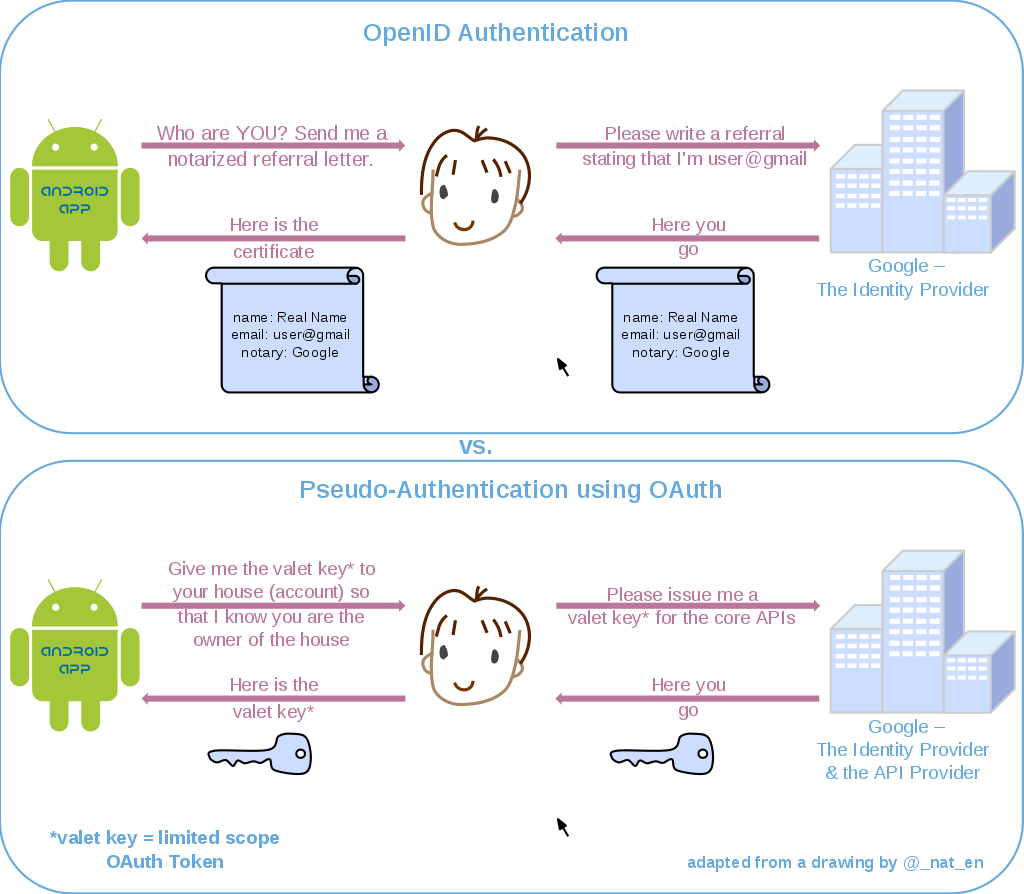 OpenID Authentication
Who are YOU? Send me a
notarized referral letter.
Please write a referral
stating that I'm user@gmail
ANDROID
APP
Here is the
certificate
Here you
go
Google –
The Identity Provider
name: Real Name
email: user@gmail
notary: Google
name: Real Name
email: user@gmail
notary: Google
vs.
Pseudo-Authentication using OAuth
Give me the valet key* to
your house (account) so
that I know you are the
owner of the house
Please issue me a
valet key* for the core APIs
ANDROID
APP
Here is the
valet key*
Here you
go
Google –
The Identity Provider
& the API Provider
*valet key = limited scope
OAuth Token
adapted from a drawing by @_nat_en